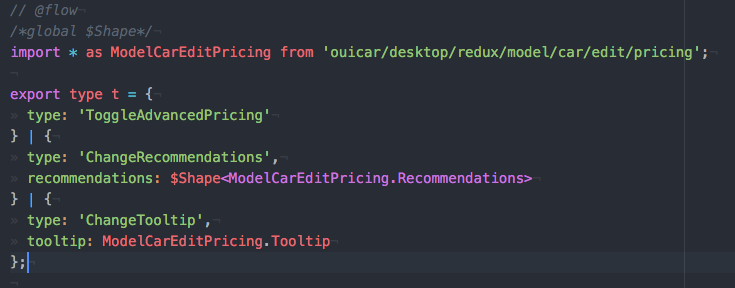 // @flow
/*global $Shape*/
import * as ModelCarEditPricing from 'ouicar/desktop/redux/model/car/edit/pricing';
export type t = {
type: 'ToggleAdvancedPricing'
} | {
type: 'ChangeRecommendations',
recommendations: $Shape<ModelCarEditPricing.Recommendations>
} | {
type: 'ChangeTooltip',
tooltip: ModelCarEditPricing.Tooltip
};